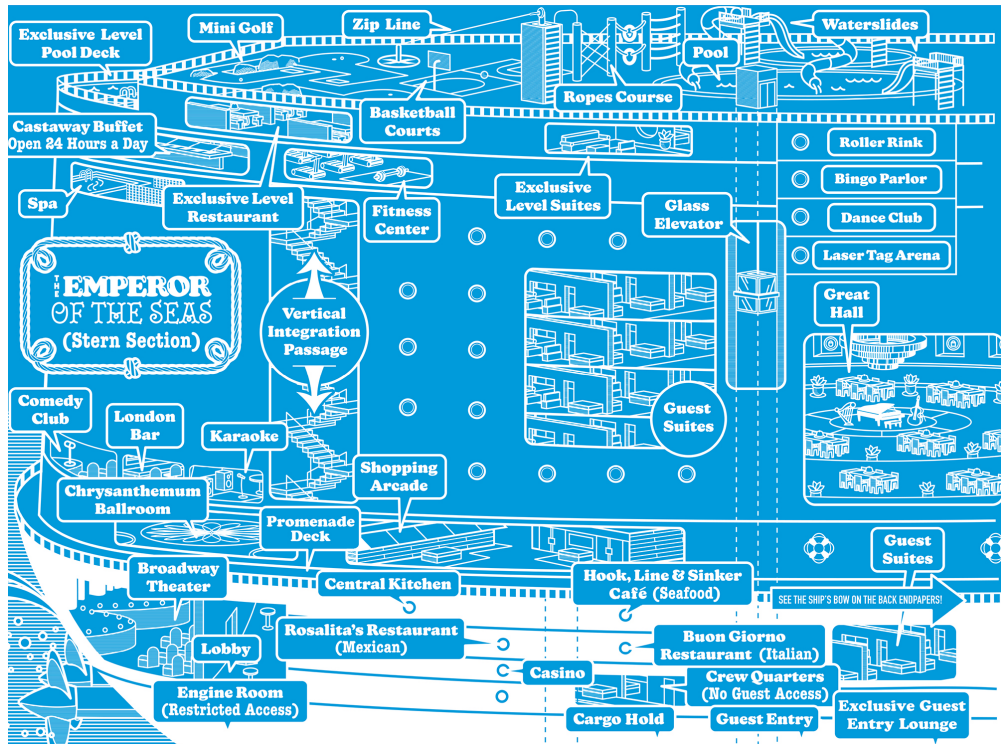 Exclusive Level
Pool Deck
Mini Golf
Zip Line
Waterslides
Pool
Ropes Course
Basketball
Courts
Castaway Buffet
Open 24 Hours a Day
Roller Rink
Bingo Parlor
Dance Club
Laser Tag Arena
Spa
Exclusive Level
Restaurant
Fitness
Center
Exclusive
Level Suites
Glass
Elevator
THE EMPEROR
OF THE SEAS
(Stern Section)
Vertical
Integration
Passage
Great
Hall
Guest
Suites
Comedy
Club
London
Bar
Karaoke
Shopping
Arcade
Chrysanthemum
Ballroom
Promenade
Deck
Guest
Suites
Broadway
Theater
Central Kitchen
Hook, Line & Sinker
Café (Seafood)
SEE THE SHIP'S BOW ON THE BACK ENDPAPERS!
Rosalita's Restaurant
(Mexican)
Buon Giorno
Restaurant (Italian)
Lobby
Casino
Crew Quarters
(No Guest Access)
Engine Room
(Restricted Access)
Cargo Hold
Guest Entry
Exclusive Guest
Entry Lounge